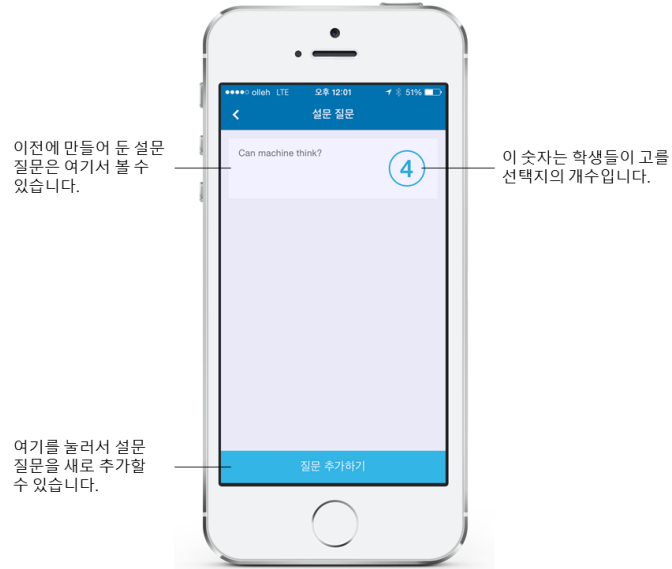 olleh LTE 오후 12:01 51%
설문 질문
이전에 만들어 둔 설문
질문은 여기서 볼 수
있습니다.
Can machine think?
4
이 숫자는 학생들이 고를
선택지의 개수입니다.
여기를 눌러서 설문
질문을 새로 추가할
수 있습니다.
질문 추가하기